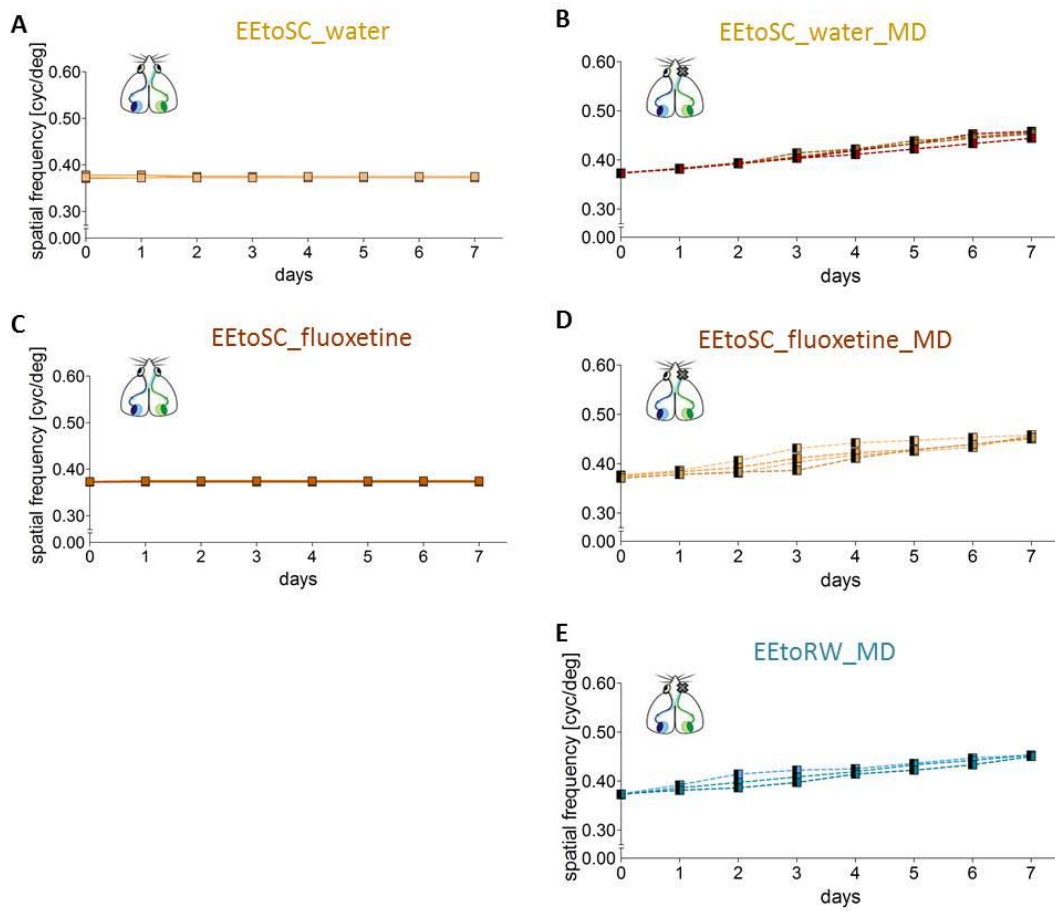 A
EEtoSC_water
spatial frequency [cyc/deg]
0.60
0.50
0.40
0.30
0.00
0 1 2 3 4 5 6 7
days
B
EEtoSC_water_MD
0.60
0.50
0.40
0.30
0.00
0 1 2 3 4 5 6 7
days
C
EEtoSC_fluoxetine
spatial frequency [cyc/deg]
0.60
0.50
0.40
0.30
0.00
0 1 2 3 4 5 6 7
days
D
EEtoSC_fluoxetine_MD
0.60
0.50
0.40
0.30
0.00
0 1 2 3 4 5 6 7
days
E
EEtoRW_MD
spatial frequency [cyc/deg]
0.60
0.50
0.40
0.30
0.00
0 1 2 3 4 5 6 7
days